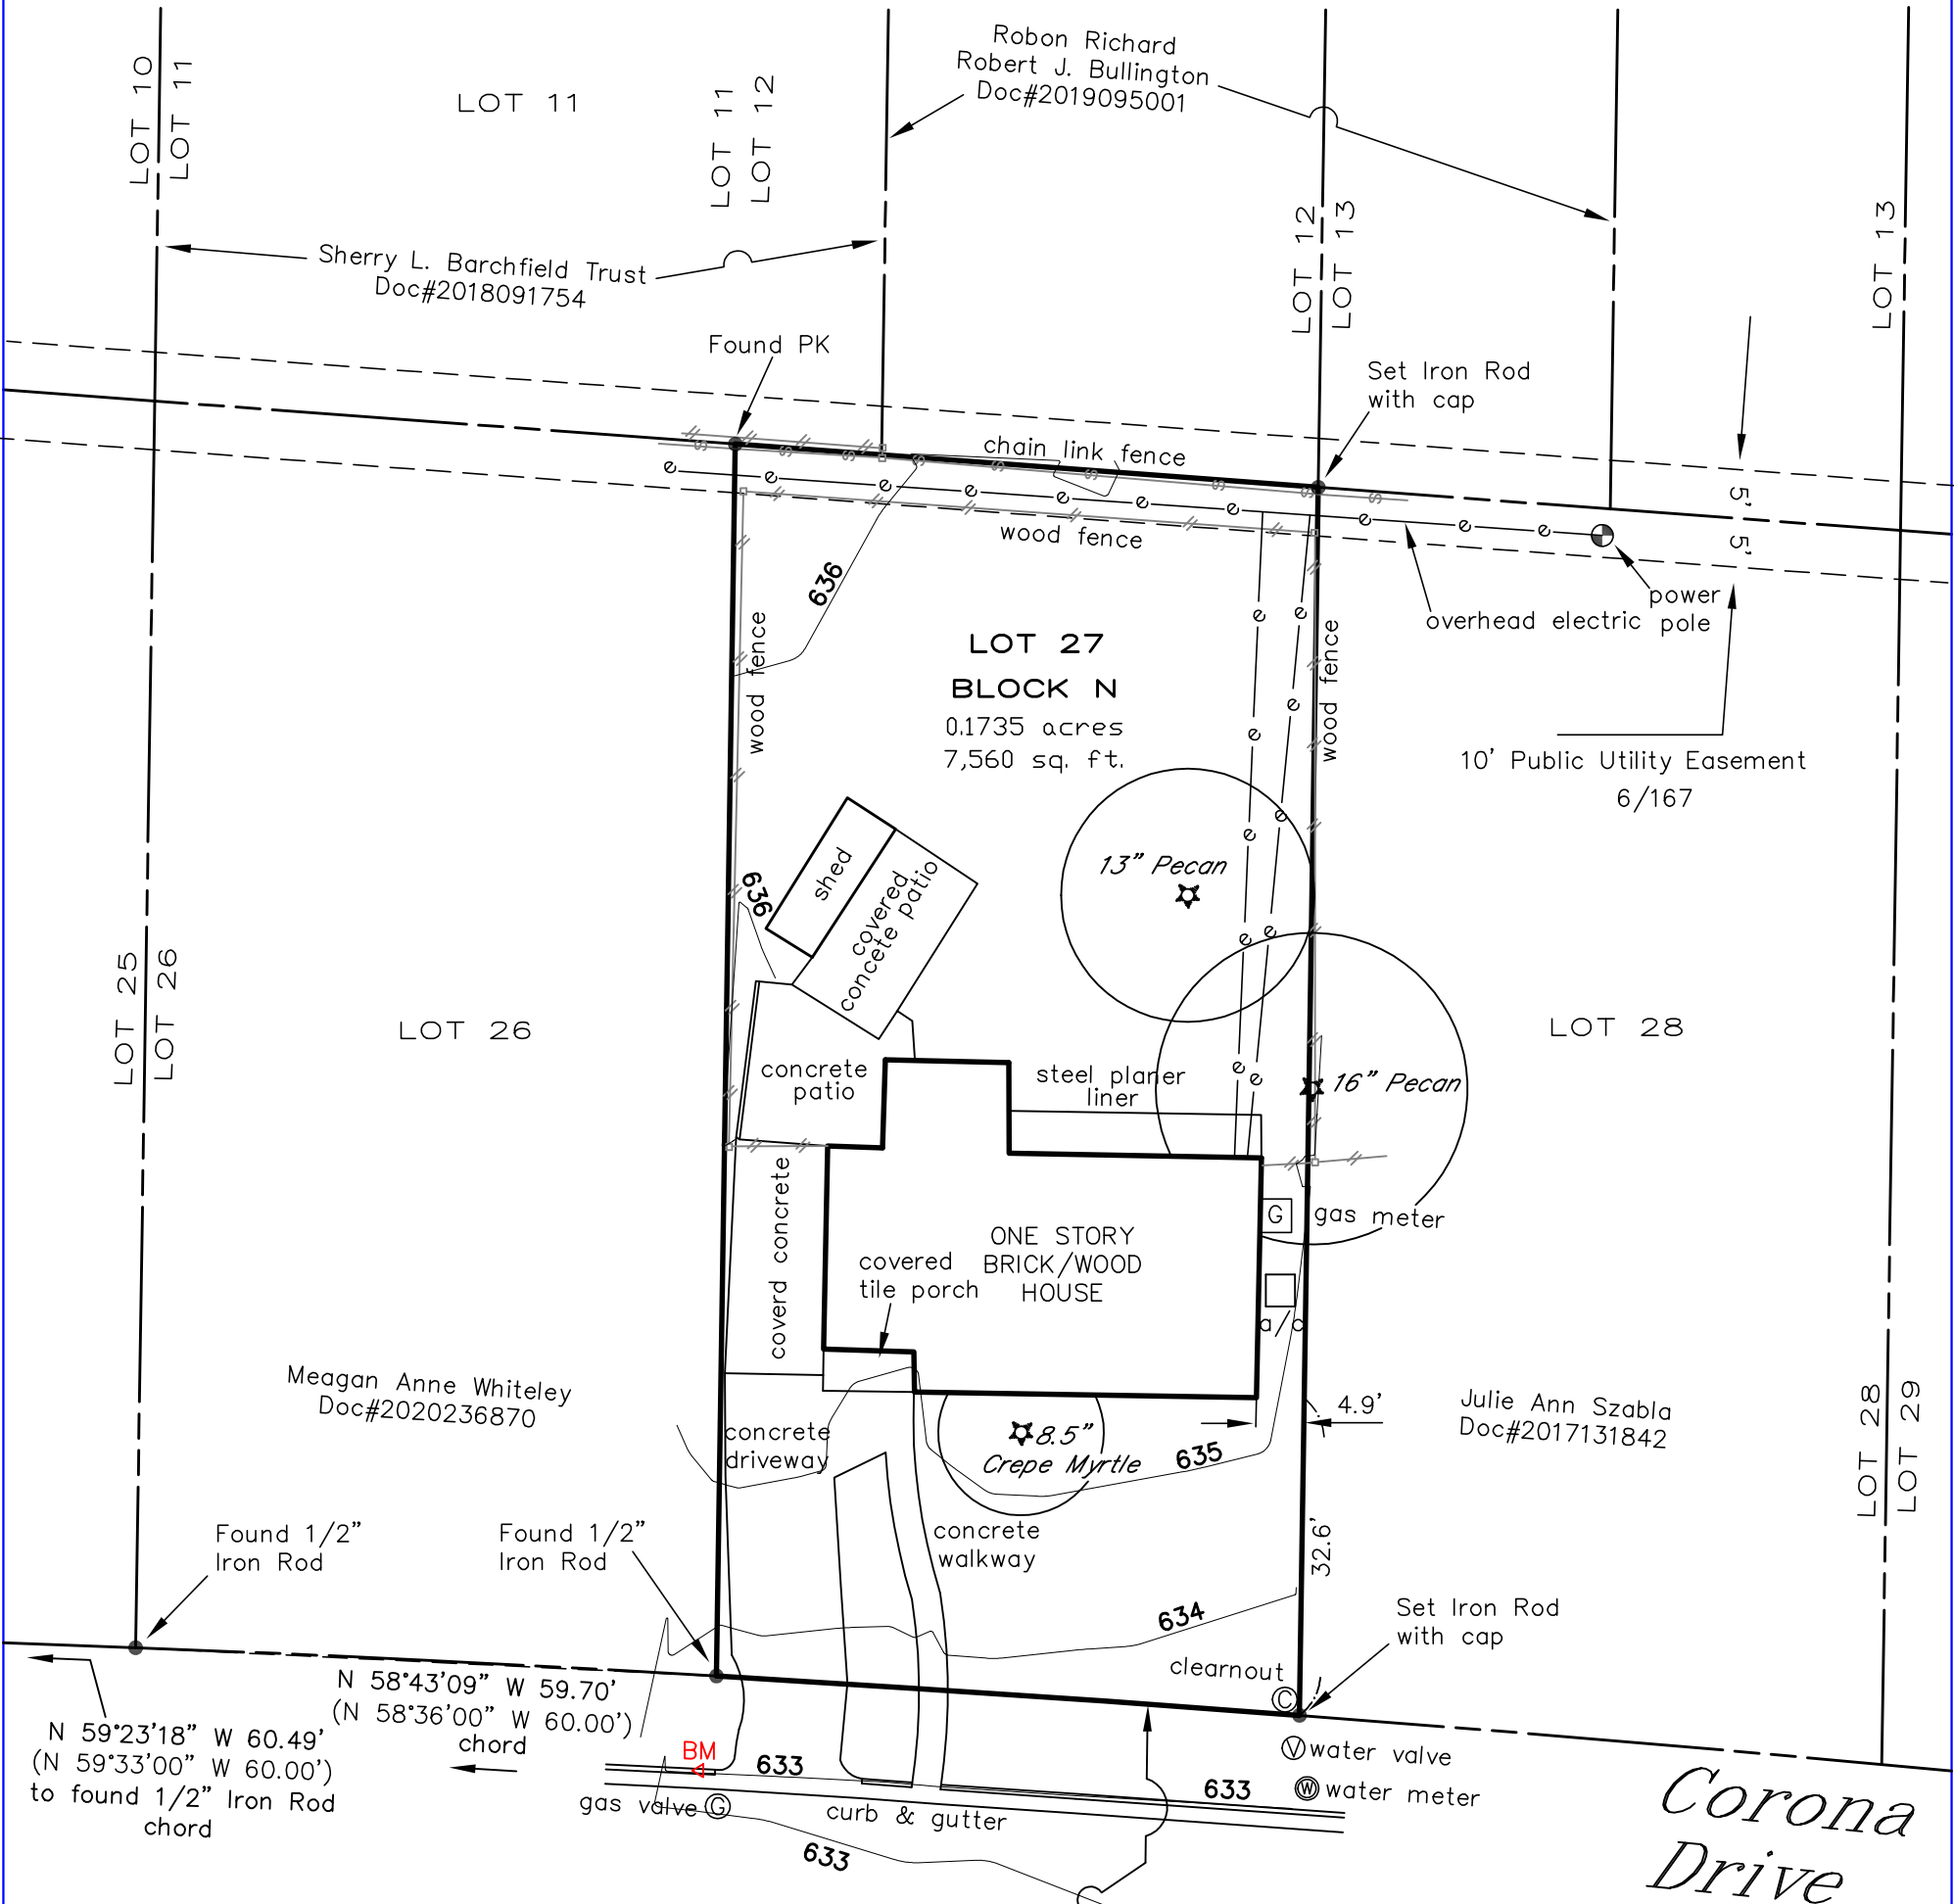 LOT 10
LOT 11
LOT 11
LOT 11
LOT 12
Robon Richard
Robert J. Bullington
Doc#2019095001
LOT 12
LOT 13
LOT 13
Sherry L. Barchfield Trust
Doc#2018091754
Found PK
Set Iron Rod
with cap
chain link fence
S
S
S
S
S
S
S
S
S
e
e
e
e
e
e
e
e
e
e
wood fence
5'
5'
636
power
pole
overhead electric
wood fence
wood fence
LOT 27
BLOCK N
0.1735 acres
7,560 sq. ft.
10' Public Utility Easement
6/167
e
e
e
e
e
e
e
e
e
e
e
13" Pecan
shed
covered
concete patio
636
LOT 25
LOT 26
LOT 26
LOT 28
concrete
patio
steel planer
liner
16" Pecan
coverd concrete
G
gas meter
ONE STORY
BRICK/WOOD
HOUSE
covered
tile porch
a/c
Meagan Anne Whiteley
Doc#2020236870
4.9'
Julie Ann Szabla
Doc#2017131842
LOT 28
LOT 29
concrete
driveway
8.5"
Crepe Myrtle
635
Found 1/2"
Iron Rod
Found 1/2"
Iron Rod
concrete
walkway
32.6'
634
Set Iron Rod
with cap
clearnout
C
N 58°43'09" W 59.70'
(N 58°36'00" W 60.00')
chord
N 59°23'18" W 60.49'
(N 59°33'00" W 60.00')
to found 1/2" Iron Rod
chord
BM
633
633
V water valve
W water meter
gas valve G
curb & gutter
633
Corona
Drive